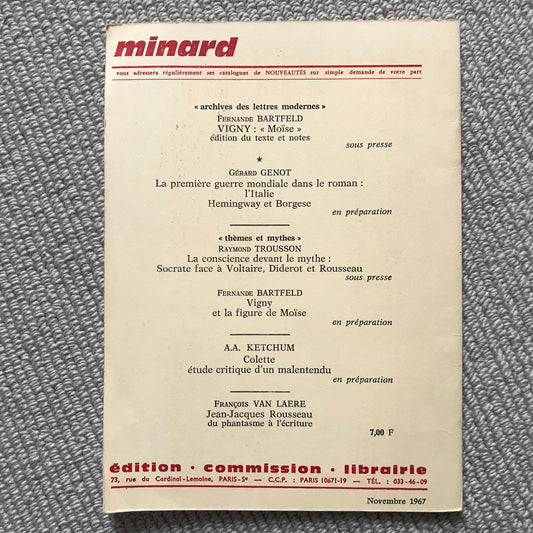 minard
vous adressera régulièrement ses catalogues de NOUVEAUTÉS sur simple demande de votre part
« archives des lettres modernes »
FERNANDE BARTFELD
VIGNY : « Moïse »
édition du texte et notes
sous presse
*
GÉRARD GENOT
La première guerre mondiale dans le roman :
l'Italie
Hemingway et Borgese
en préparation
« thèmes et mythes »
RAYMOND TROUSSON
La conscience devant le mythe :
Socrate face à Voltaire, Diderot et Rousseau
sous presse
FERNANDE BARTFELD
Vigny
et la figure de Moïse
en préparation
A.A. KETCHUM
Colette
étude critique d'un malentendu
en préparation
FRANÇOIS VAN LAERE
Jean-Jacques Rousseau
du phantasme à l'écriture
7,00 F
édition • commission • librairie
73, rue du Cardinal-Lemoine, PARIS-5e — C.C.P. : PARIS 10671-19 — TÉL. : 033-46-09
Novembre 1967